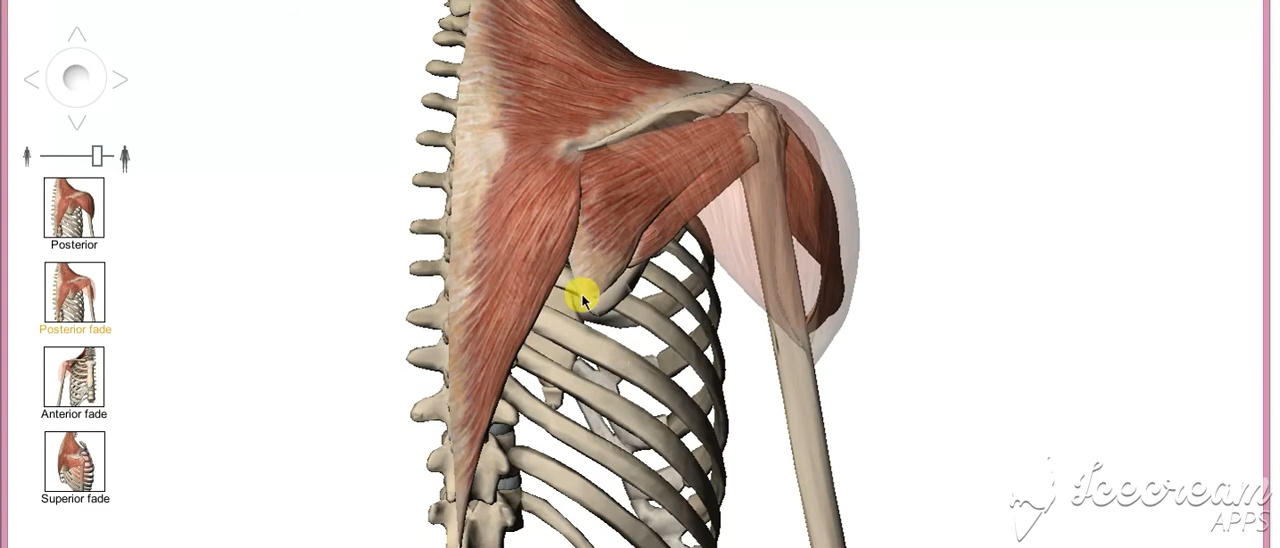 Posterior
Posterior fade
Anterior fade
Superior fade
Icecream
APPS